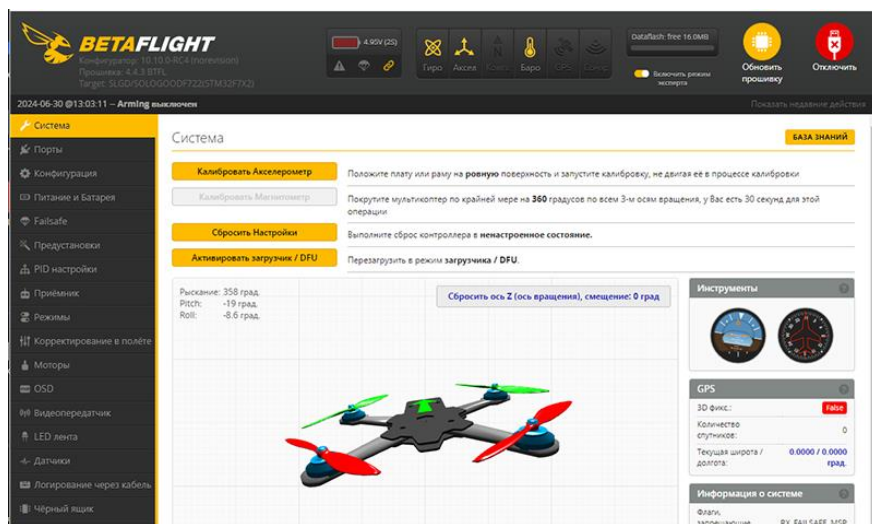 BETAFLIGHT
Конфигуратор: 10.10.0-RC4 (norevision)
Прошивка: 4.4.3 BTFL
Target: SLGD/SOLOGOODF722(STM32F7X2)
4.95V (2S)
Гиро
Аксел
Баро
GPS
Dataflash: free 16.0MB
Включить режим эксперта
Обновить прошивку
Отключить
2024-06-30 @13:03:11 – Arming выключен
Показать недавние действия
Система
Порты
Конфигурация
Питание и Батарея
Failsafe
Предустановки
PID настройки
Приёмник
Режимы
Корректирование в полёте
Моторы
OSD
Видеопередатчик
LED лента
Датчики
Логирование через кабель
Чёрный ящик
Система
БАЗА ЗНАНИЙ
Калибровать Акселерометр
Положите плату или раму на ровную поверхность и запустите калибровку, не двигая её в процессе калибровки
Калибровать Магнитометр
Покрутите мультикоптер по крайней мере на 360 градусов по всем 3-м осям вращения, у Вас есть 30 секунд для этой
операции
Сбросить Настройки
Выполните сброс контроллера в ненастроенное состояние.
Активировать загрузчик / DFU
Перезагрузить в режим загрузчика / DFU.
Рыскание: 358 град.
Pitch: -19 град.
Roll: -8.6 град.
Сбросить ось Z (ось вращения), смещение: 0 град
Инструменты
GPS
3D фикс.:
False
Количество
спутников:
0
Текущая широта /
долгота:
0.0000 / 0.0000
град.
Информация о системе
Флаги,
запрещающие
RX_FAILSAFE, MSP